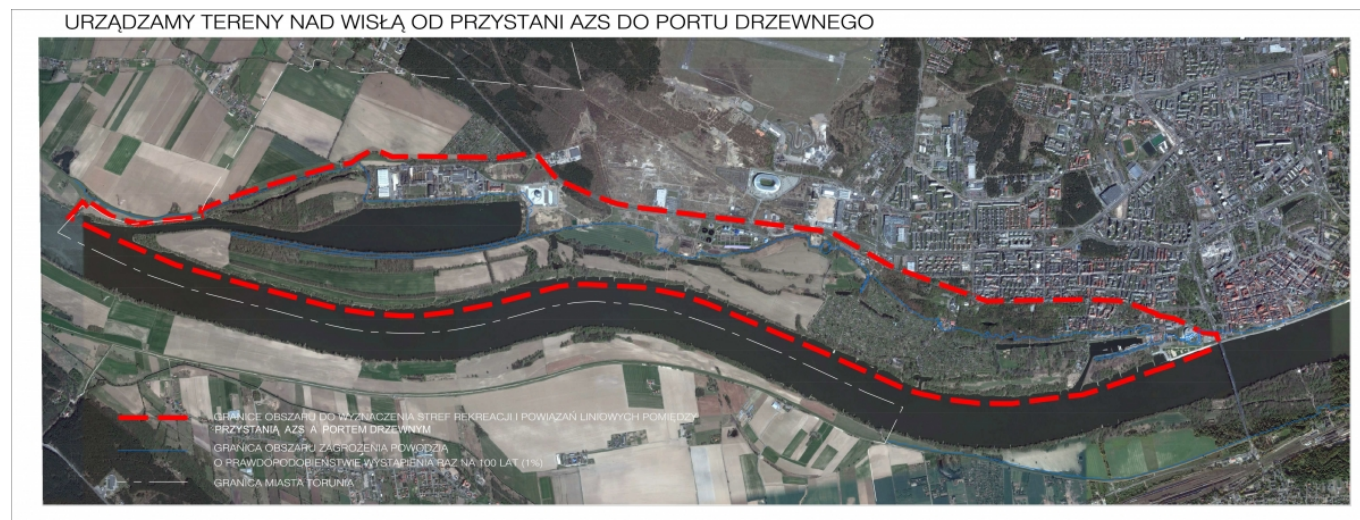 URZĄDZAMY TERENY NAD WISŁĄ OD PRZYSTANI AZS DO PORTU DRZEWNEGO
GRANICE OBSZARU DO WYZNACZENIA STREF REKREACJI I POWIĄZAŃ LINIOWYCH POMIĘDZY
PRZYSTANIĄ AZS A PORTEM DRZEWNYM
GRANICA OBSZARU ZAGROŻENIA POWODZIĄ
O PRAWDOPODOBIEŃSTWIE WYSTĄPIENIA RAZ NA 100 LAT (1%)
GRANICA MIASTA TORUNIA